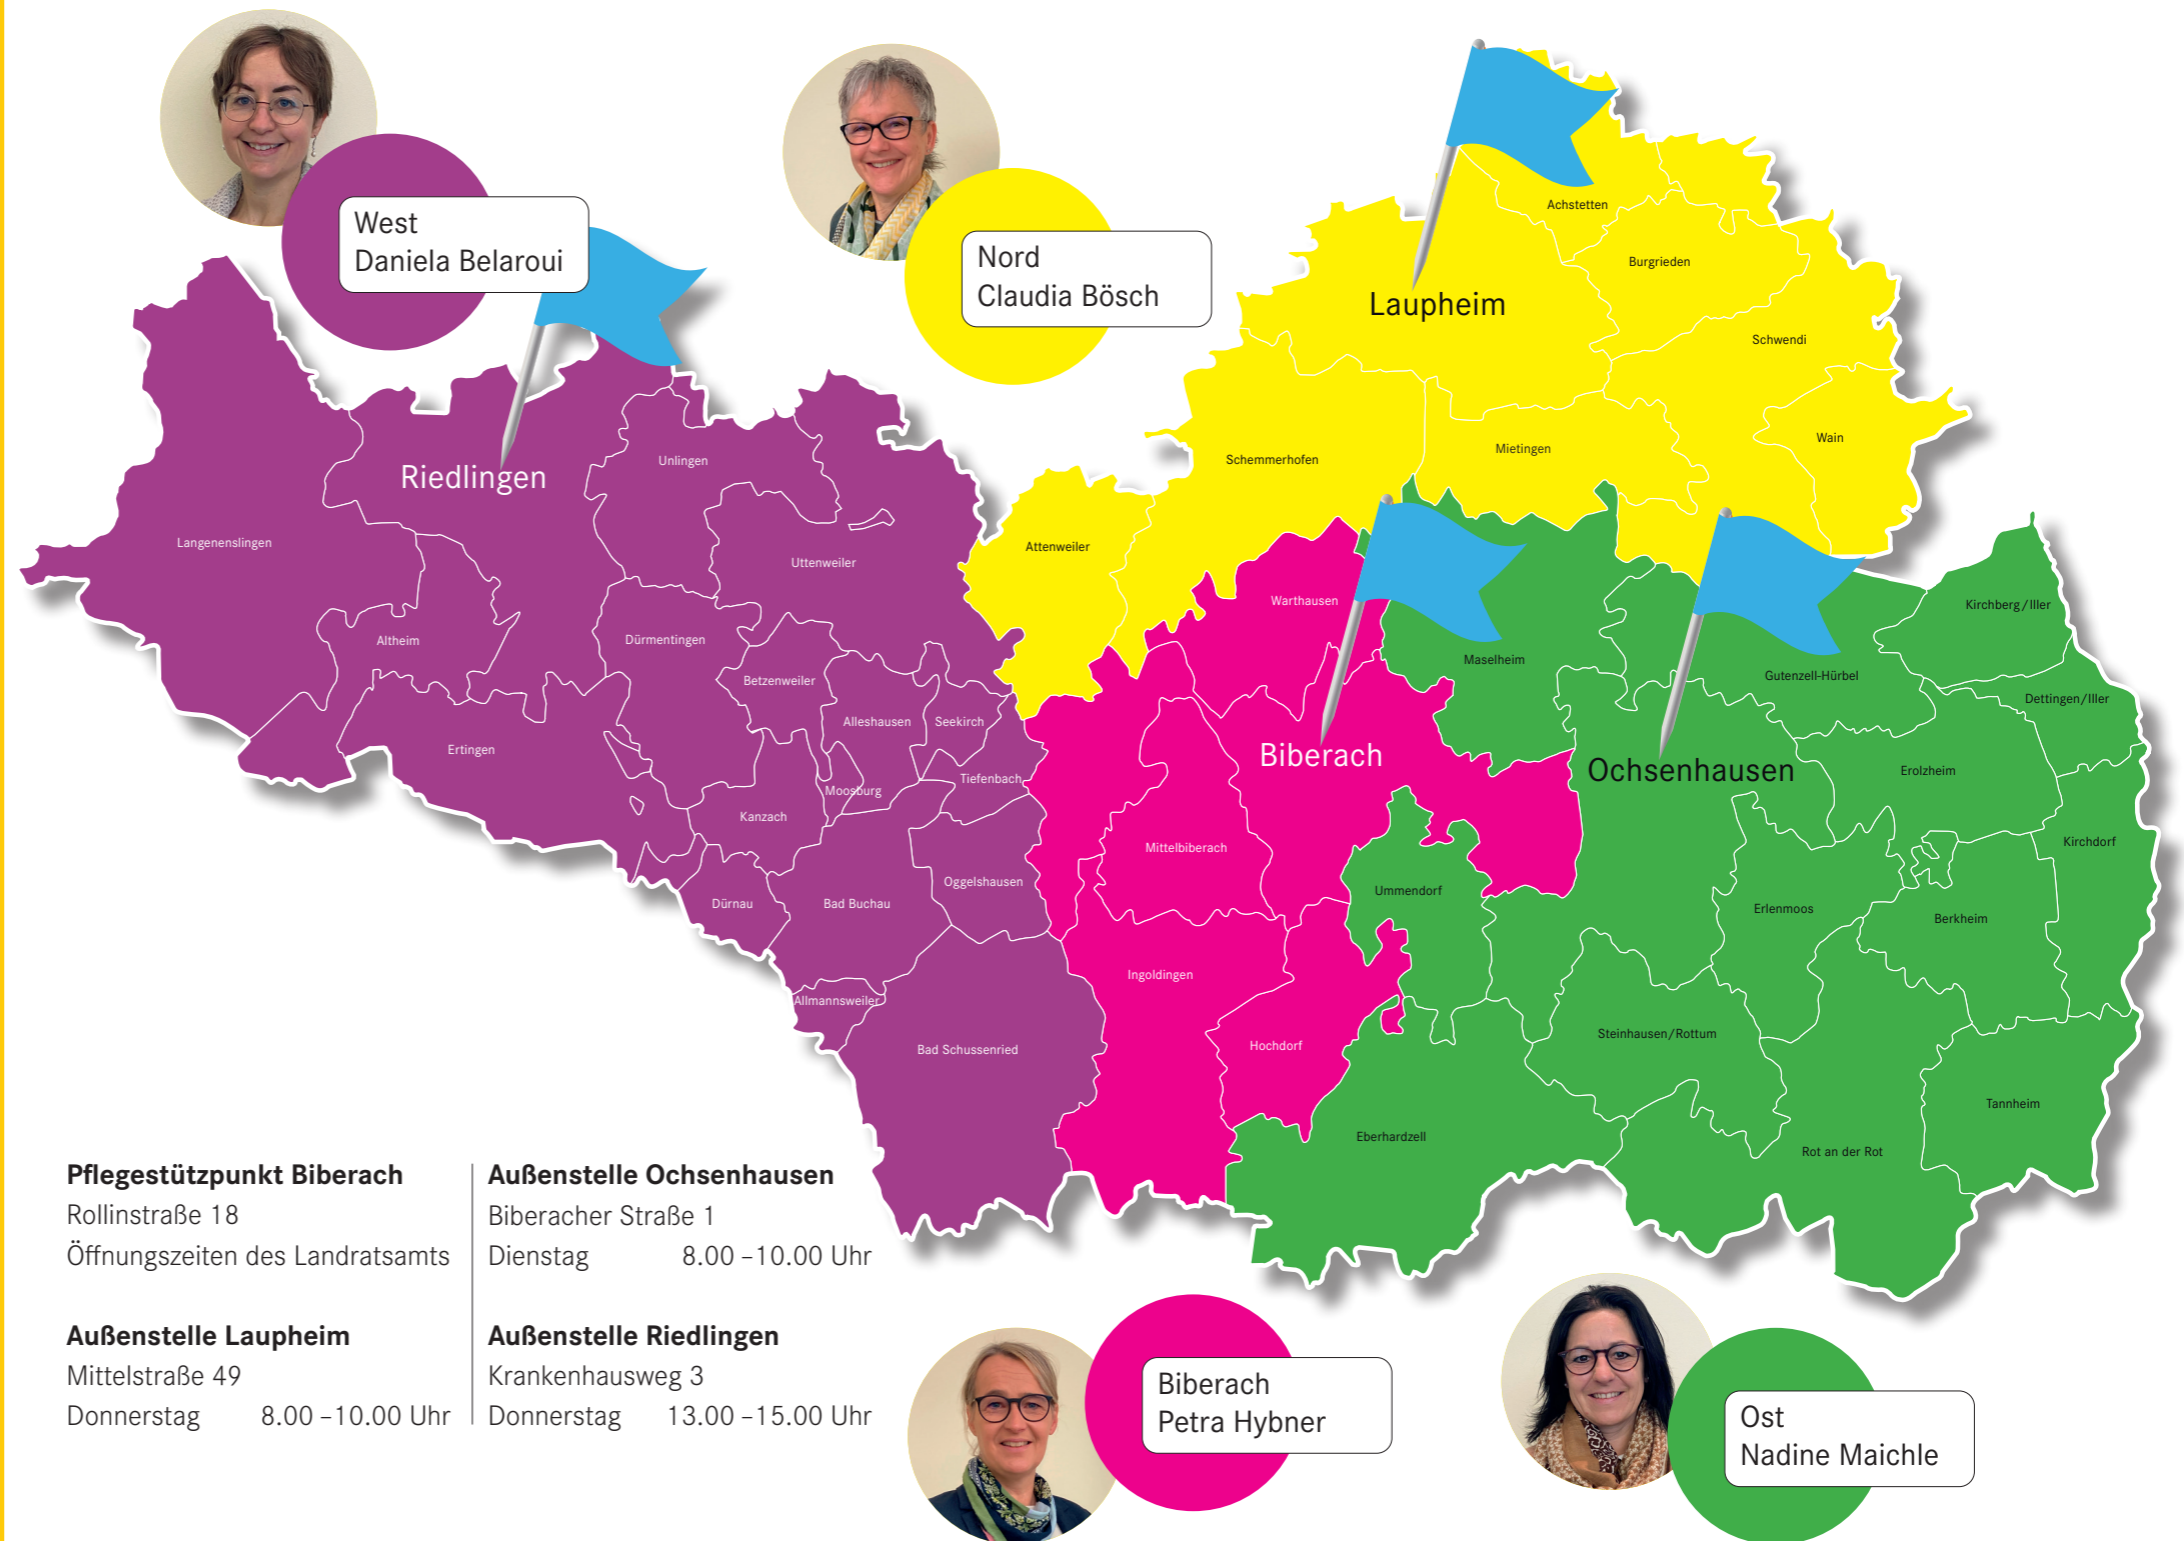 West
Daniela Belaroui
Nord
Claudia Bösch
Achstetten
Burgrieden
Laupheim
Schwendi
Wain
Mietingen
Schemmerhofen
Attenweiler
Riedlingen
Unlingen
Langenenslingen
Uttenweiler
Altheim
Dürmentingen
Betzenweiler
Alleshausen
Seekirch
Ertingen
Tiefenbach
Moosburg
Kanzach
Oggelshausen
Dürnau
Bad Buchau
Allmannsweiler
Bad Schussenried
Warthausen
Biberach
Mittelbiberach
Ingoldingen
Hochdorf
Maselheim
Kirchberg/Iller
Gutenzell-Hürbel
Dettingen/Iller
Ochsenhausen
Erolzheim
Kirchdorf
Ummendorf
Erlenmoos
Berkheim
Steinhausen/Rottum
Tannheim
Eberhardzell
Rot an der Rot
Pflegestützpunkt Biberach
Rollinstraße 18
Öffnungszeiten des Landratsamts
Außenstelle Laupheim
Mittelstraße 49
Donnerstag 8.00 –10.00 Uhr
Außenstelle Ochsenhausen
Biberacher Straße 1
Dienstag 8.00 –10.00 Uhr
Außenstelle Riedlingen
Krankenhausweg 3
Donnerstag 13.00 –15.00 Uhr
Biberach
Petra Hybner
Ost
Nadine Maichle